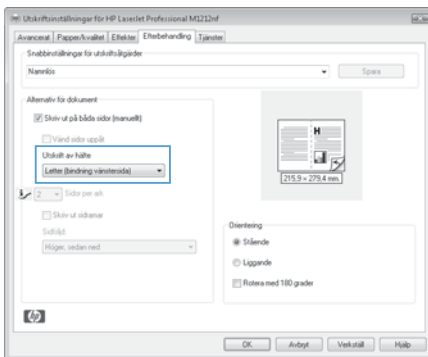 Utskriftsinställningar för HP LaserJet Professional M1212nf
Avancerat Papper/kvalitet Effekter Efterbehandling Tjänster
Snabbinställningar för utskriftsåtgärder
Namnlös Spara
Alternativ för dokument
Skriv ut på båda sidor (manuellt)
Vänd sidor uppåt
Utskrift av häfte
Letter (bindning vänstersida)
2 Sidor per ark
Skriv ut sidramar
Sidföljd:
Höger, sedan ned
H
215,9 × 279,4 mm.
Orientering
Stående
Liggande
Rotera med 180 grader
hp
OK Avbryt Verkställ Hjälp